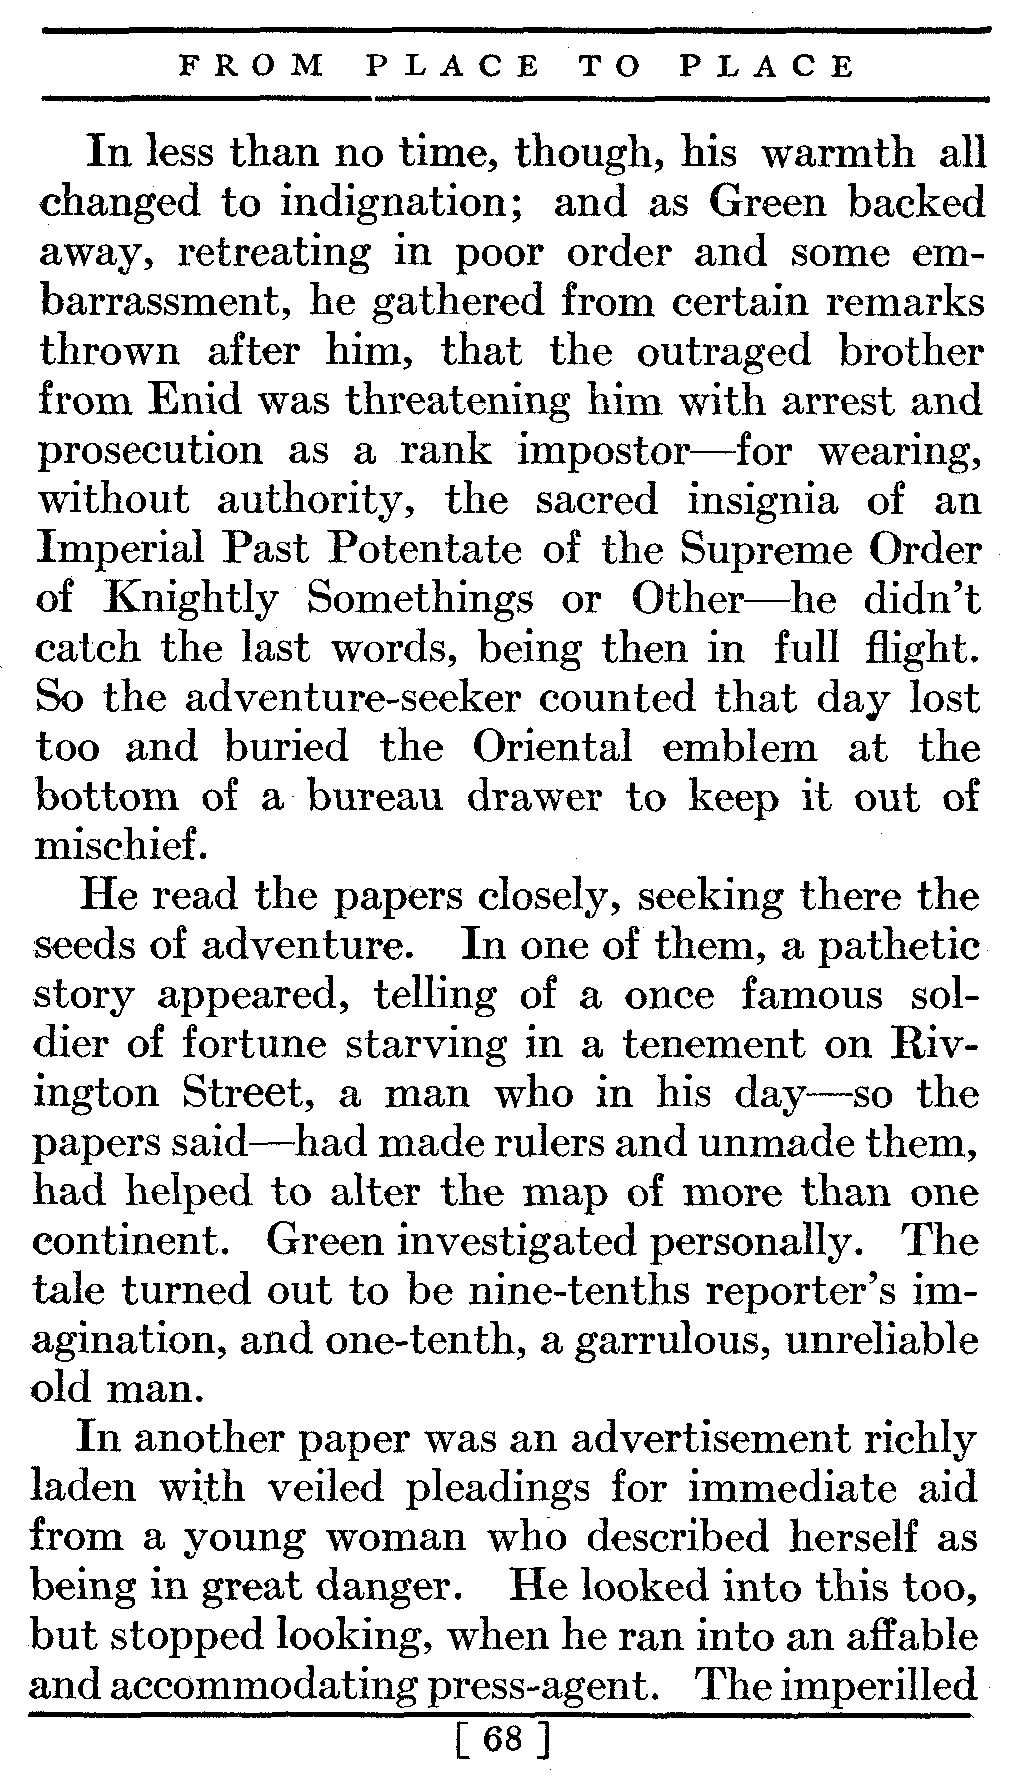 FROM PLACE TO PLACE
In less than no time, though, his warmth all
changed to indignation; and as Green backed
away, retreating in poor order and some em-
barrassment, he gathered from certain remarks
thrown after him, that the outraged brother
from Enid was threatening him with arrest and
prosecution as a rank impostor—for wearing,
without authority, the sacred insignia of an
Imperial Past Potentate of the Supreme Order
of Knightly Somethings or Other—he didn't
catch the last words, being then in full flight.
So the adventure-seeker counted that day lost
too and buried the Oriental emblem at the
bottom of a bureau drawer to keep it out of
mischief.
He read the papers closely, seeking there the
seeds of adventure. In one of them, a pathetic
story appeared, telling of a once famous sol-
dier of fortune starving in a tenement on Riv-
ington Street, a man who in his day—so the
papers said—had made rulers and unmade them,
had helped to alter the map of more than one
continent. Green investigated personally. The
tale turned out to be nine-tenths reporter's im-
agination, and one-tenth, a garrulous, unreliable
old man.
In another paper was an advertisement richly
laden with veiled pleadings for immediate aid
from a young woman who described herself as
being in great danger. He looked into this too,
but stopped looking, when he ran into an affable
and accommodating press-agent. The imperilled
[ 68 ]